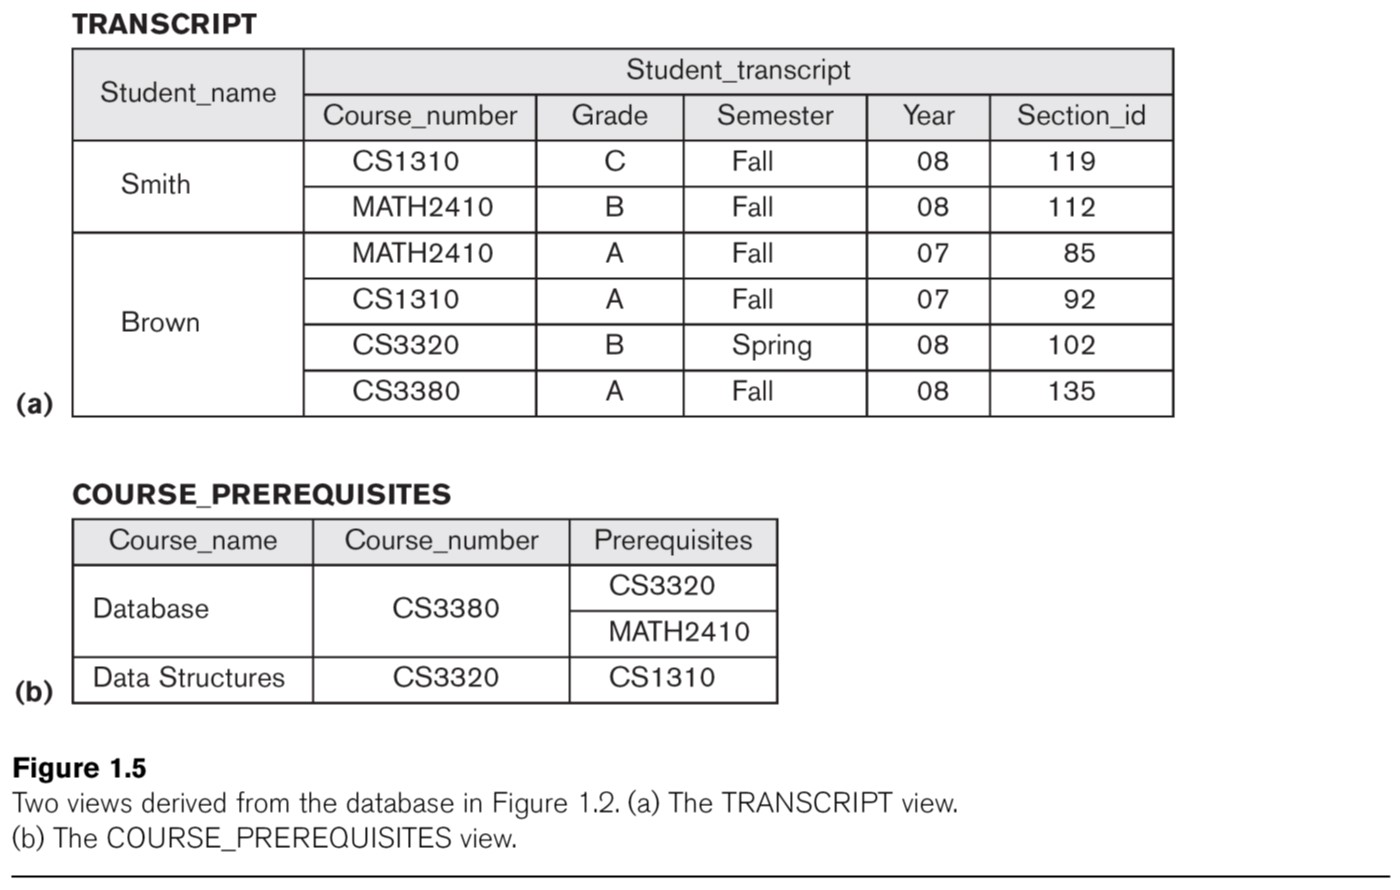 TRANSCRIPT
Student_name Student_transcript
Course_number Grade Semester Year Section_id
Smith CS1310 C Fall 08 119
MATH2410 B Fall 08 112
Brown MATH2410 A Fall 07 85
CS1310 A Fall 07 92
CS3320 B Spring 08 102
CS3380 A Fall 08 135
(a)
COURSE_PREREQUISITES
Course_name Course_number Prerequisites
Database CS3380 CS3320
MATH2410
Data Structures CS3320 CS1310
(b)
Figure 1.5
Two views derived from the database in Figure 1.2. (a) The TRANSCRIPT view.
(b) The COURSE_PREREQUISITES view.